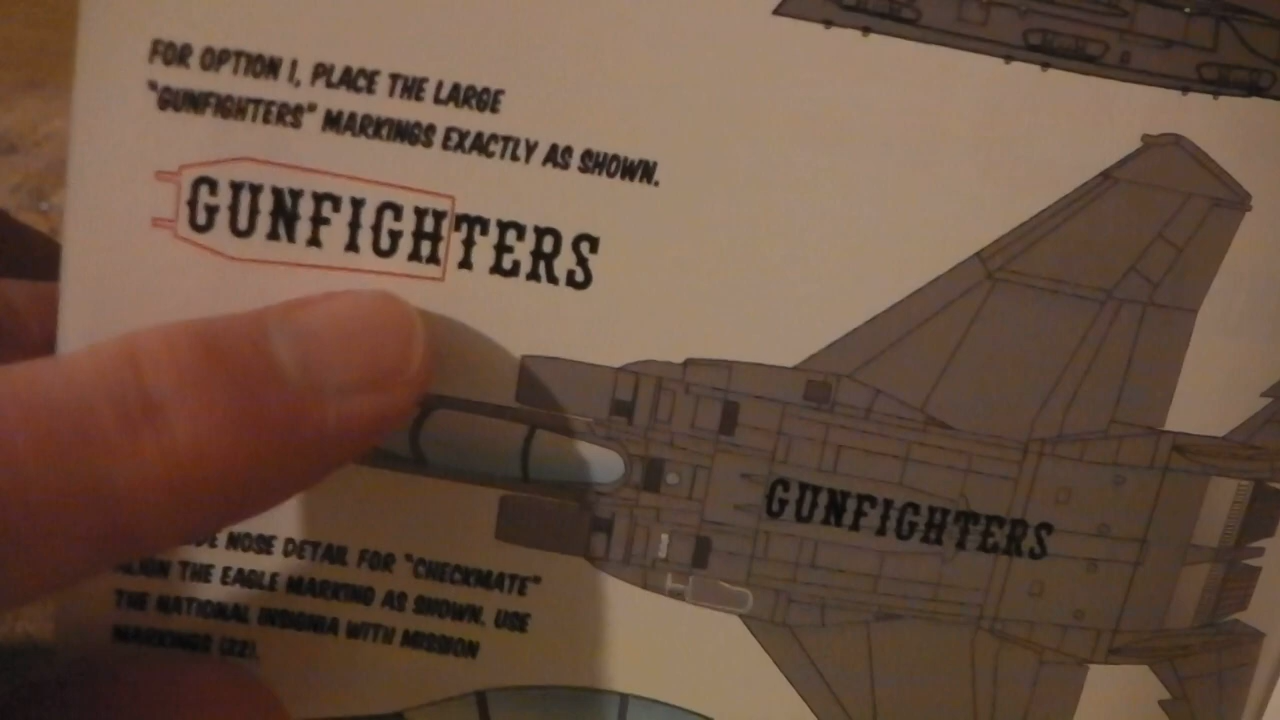 FOR OPTION 1, PLACE THE LARGE
"GUNFIGHTERS" MARKINGS EXACTLY AS SHOWN.
GUNFIGHTERS
GUNFIGHTERS
NOSE DETAIL FOR "CHECKMATE"
THE EAGLE MARKING AS SHOWN. USE
THE NATIONAL INSIGNIA WITH MISSION
MARKINGS (22).